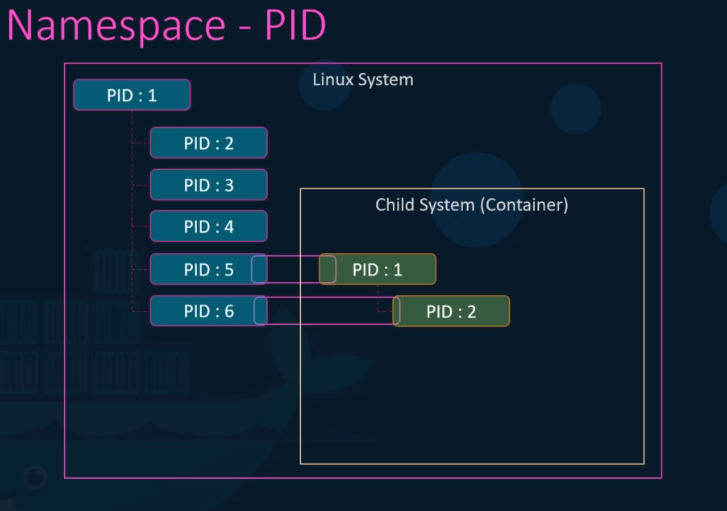 Namespace - PID
Linux System
PID : 1
PID : 2
PID : 3
PID : 4
Child System (Container)
PID : 5
PID : 1
PID : 6
PID : 2